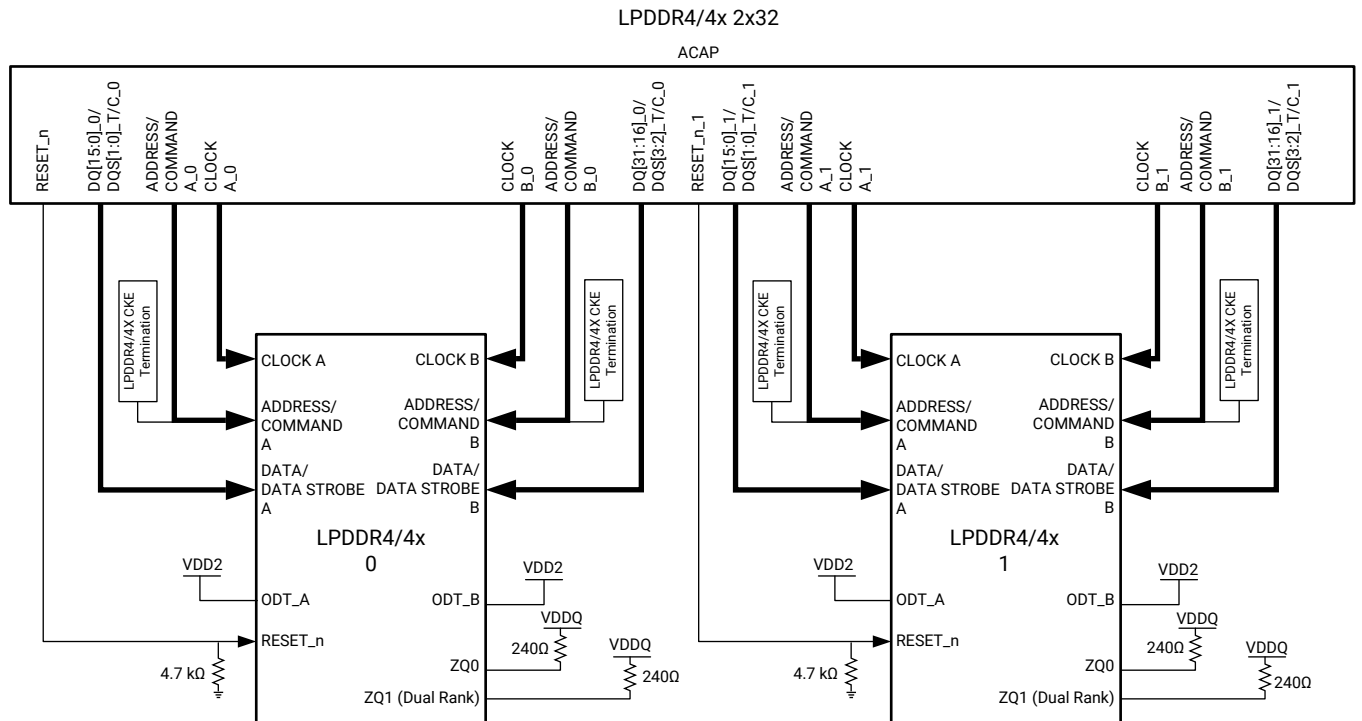 LPDDR4/4x 2x32
ACAP
RESET_n
DQ[15:0]_0/
DQS[1:0]_T/C_0
ADDRESS/
COMMAND
A_0
CLOCK
A_0
CLOCK
B_0
ADDRESS/
COMMAND
B_0
DQ[31:16]_0/
DQS[3:2]_T/C_0
RESET_n_1
DQ[15:0]_1/
DQS[1:0]_T/C_1
ADDRESS/
COMMAND
A_1
CLOCK
A_1
CLOCK
B_1
ADDRESS/
COMMAND
B_1
DQ[31:16]_1/
DQS[3:2]_T/C_1
LPDDR4/4X CKE
Termination
LPDDR4/4X CKE
Termination
LPDDR4/4X CKE
Termination
LPDDR4/4X CKE
Termination
CLOCK A
CLOCK B
ADDRESS/
COMMAND
A
ADDRESS/
COMMAND
B
DATA/
DATA STROBE
A
DATA/
DATA STROBE
B
LPDDR4/4x
0
VDD2
ODT_A
VDD2
ODT_B
RESET_n
4.7 kΩ
VDDQ
240Ω
ZQ0
VDDQ
240Ω
ZQ1 (Dual Rank)
CLOCK A
CLOCK B
ADDRESS/
COMMAND
A
ADDRESS/
COMMAND
B
DATA/
DATA STROBE
A
DATA/
DATA STROBE
B
LPDDR4/4x
1
VDD2
ODT_A
VDD2
ODT_B
RESET_n
4.7 kΩ
VDDQ
240Ω
ZQ0
VDDQ
240Ω
ZQ1 (Dual Rank)